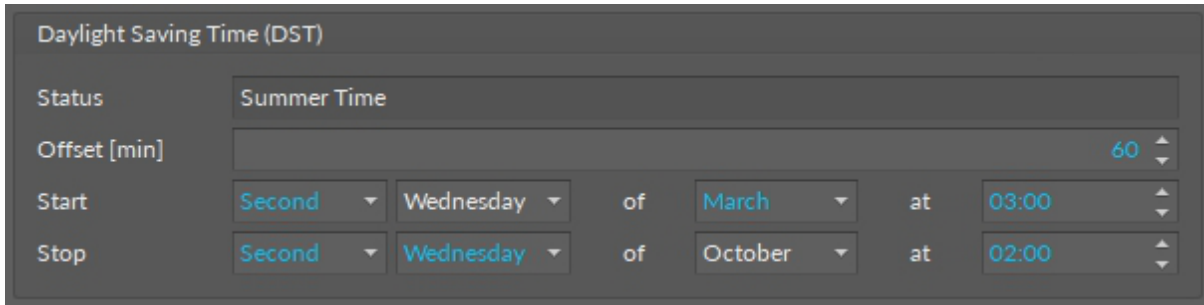 Daylight Saving Time (DST)
Status Summer Time
Offset [min] 60
Start Second Wednesday of March at 03:00
Stop Second Wednesday of October at 02:00